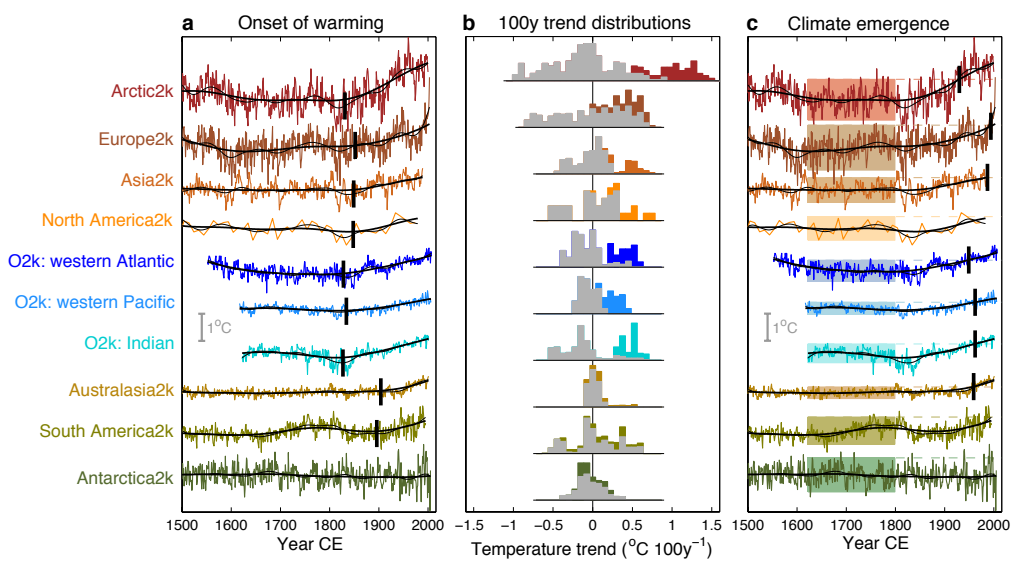 a Onset of warming
b 100y trend distributions
c Climate emergence
Arctic2k
Europe2k
Asia2k
North America2k
O2k: western Atlantic
O2k: western Pacific
1°C
1°C
O2k: Indian
Australasia2k
South America2k
Antarctica2k
1500 1600 1700 1800 1900 2000
−1.5 −1 −0.5 0 0.5 1 1.5
1500 1600 1700 1800 1900 2000
Year CE
Temperature trend (°C 100y⁻¹)
Year CE